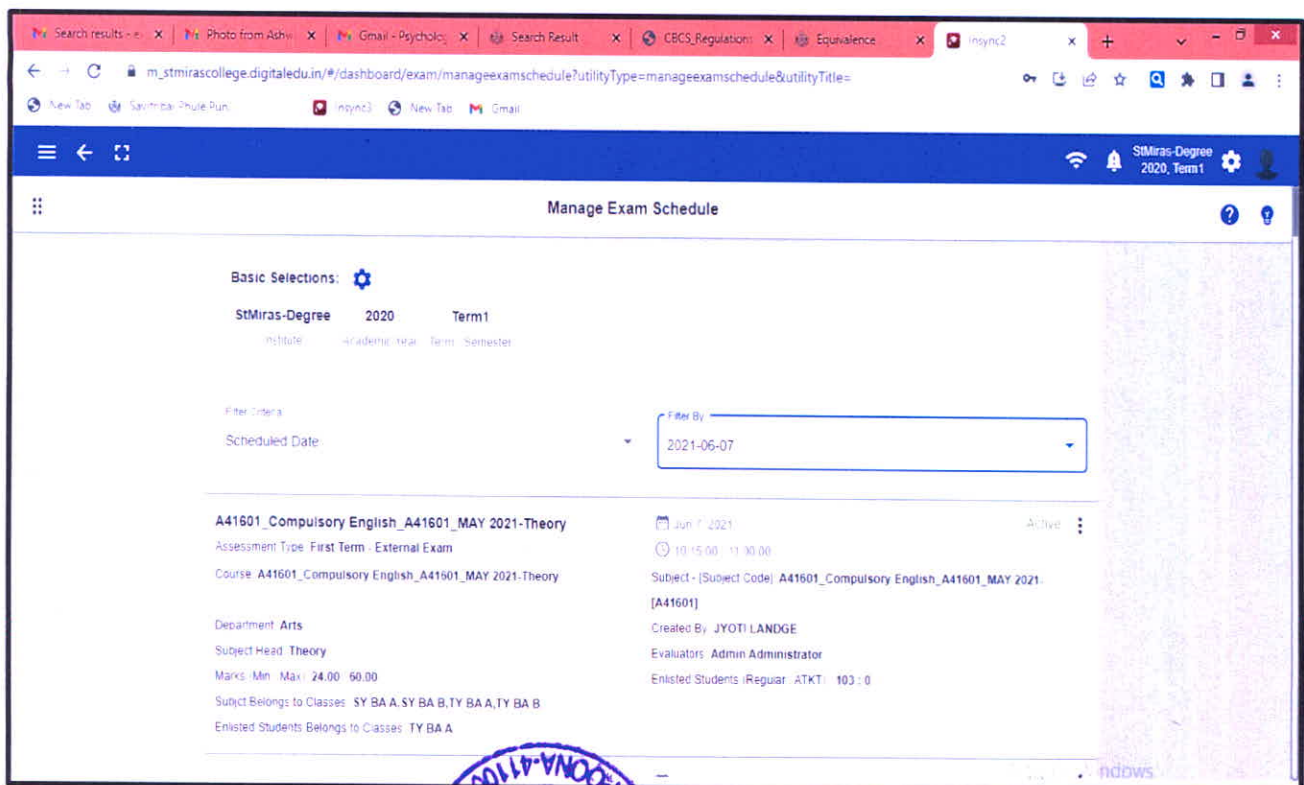 Search results - e
Photo from Ashw
Gmail - Psycholog
Search Result
CBCS_Regulation
Equivalence
Insync2
m_stmirascollege.digitaledu.in/#/dashboard/exam/manageexamschedule?utilityType=manageexamschedule&utilityTitle=
New Tab
Savitribai Phule Pun
Insync3
New Tab
Gmail
StMiras-Degree
2020, Term1
Manage Exam Schedule
Basic Selections:
StMiras-Degree 2020 Term1
Institute Academic Year Term Semester
Filter Criteria
Scheduled Date
Filter By
2021-06-07
A41601_Compulsory English_A41601_MAY 2021-Theory
Assessment Type First Term - External Exam
Course A41601_Compulsory English_A41601_MAY 2021-Theory
Department Arts
Subject Head Theory
Marks (Min Max) 24.00 60.00
Subjct Belongs to Classes SY BA A,SY BA B,TY BA A,TY BA B
Enlisted Students Belongs to Classes TY BA A
Jun 7, 2021
Active
10:15:00 11:00:00
Subject - [Subject Code] A41601_Compulsory English_A41601_MAY 2021-
[A41601]
Created By JYOTI LANDGE
Evaluators Admin Administrator
Enlisted Students (Regular ATKT) 103 : 0
ndows